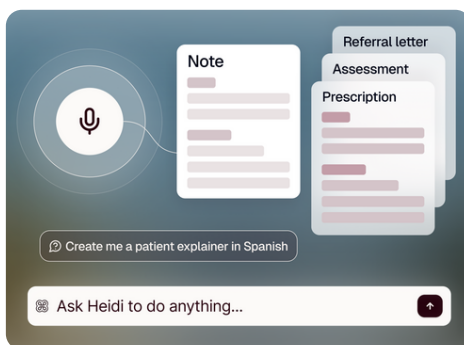 Note
Referral letter
Assessment
Prescription
Create me a patient explainer in Spanish
Ask Heidi to do anything...